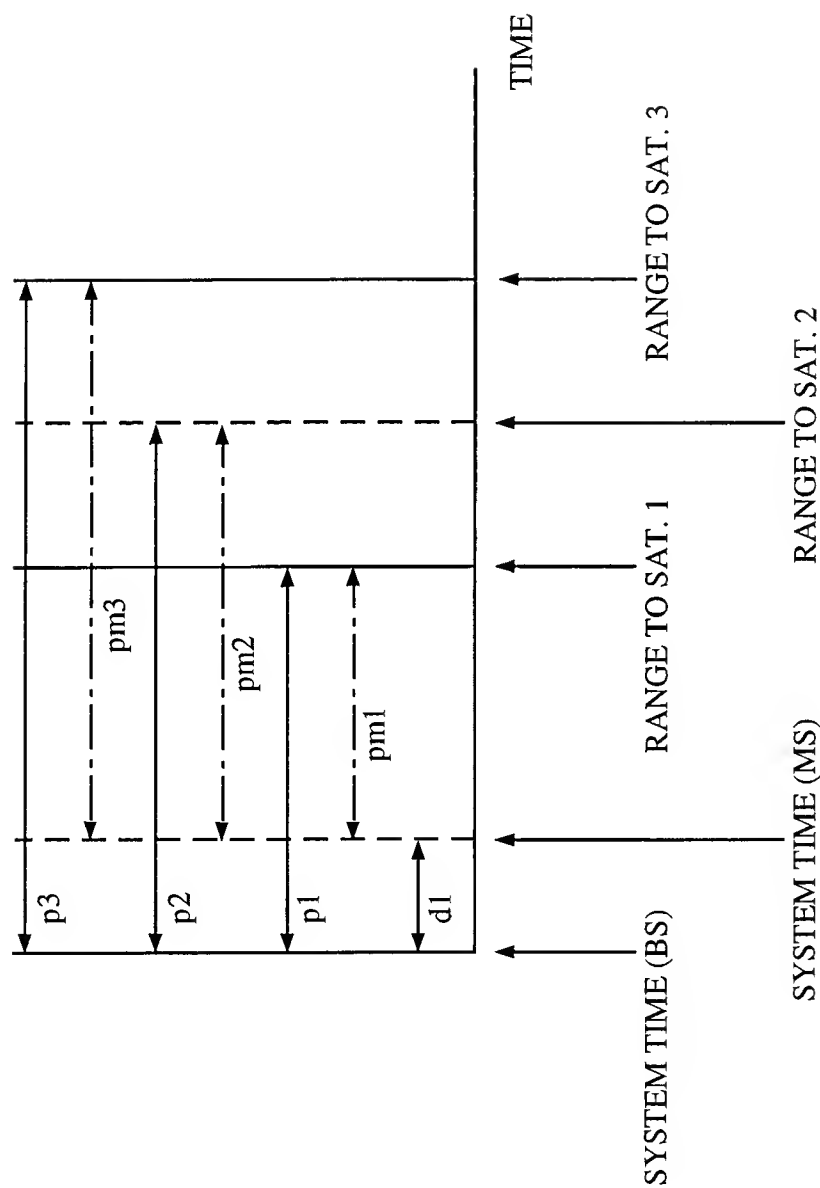 p3
pm3
p2
pm2
p1
pm1
d1
TIME
SYSTEM TIME (BS)
RANGE TO SAT. 1
RANGE TO SAT. 3
SYSTEM TIME (MS)
RANGE TO SAT. 2